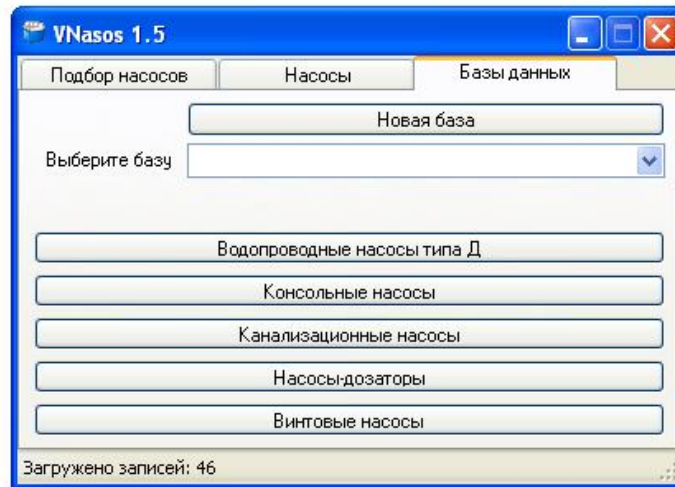 VNasos 1.5
Подбор насосов Насосы Базы данных
Новая база
Выберите базу
Водопроводные насосы типа Д
Консольные насосы
Канализационные насосы
Насосы-дозаторы
Винтовые насосы
Загружено записей: 46